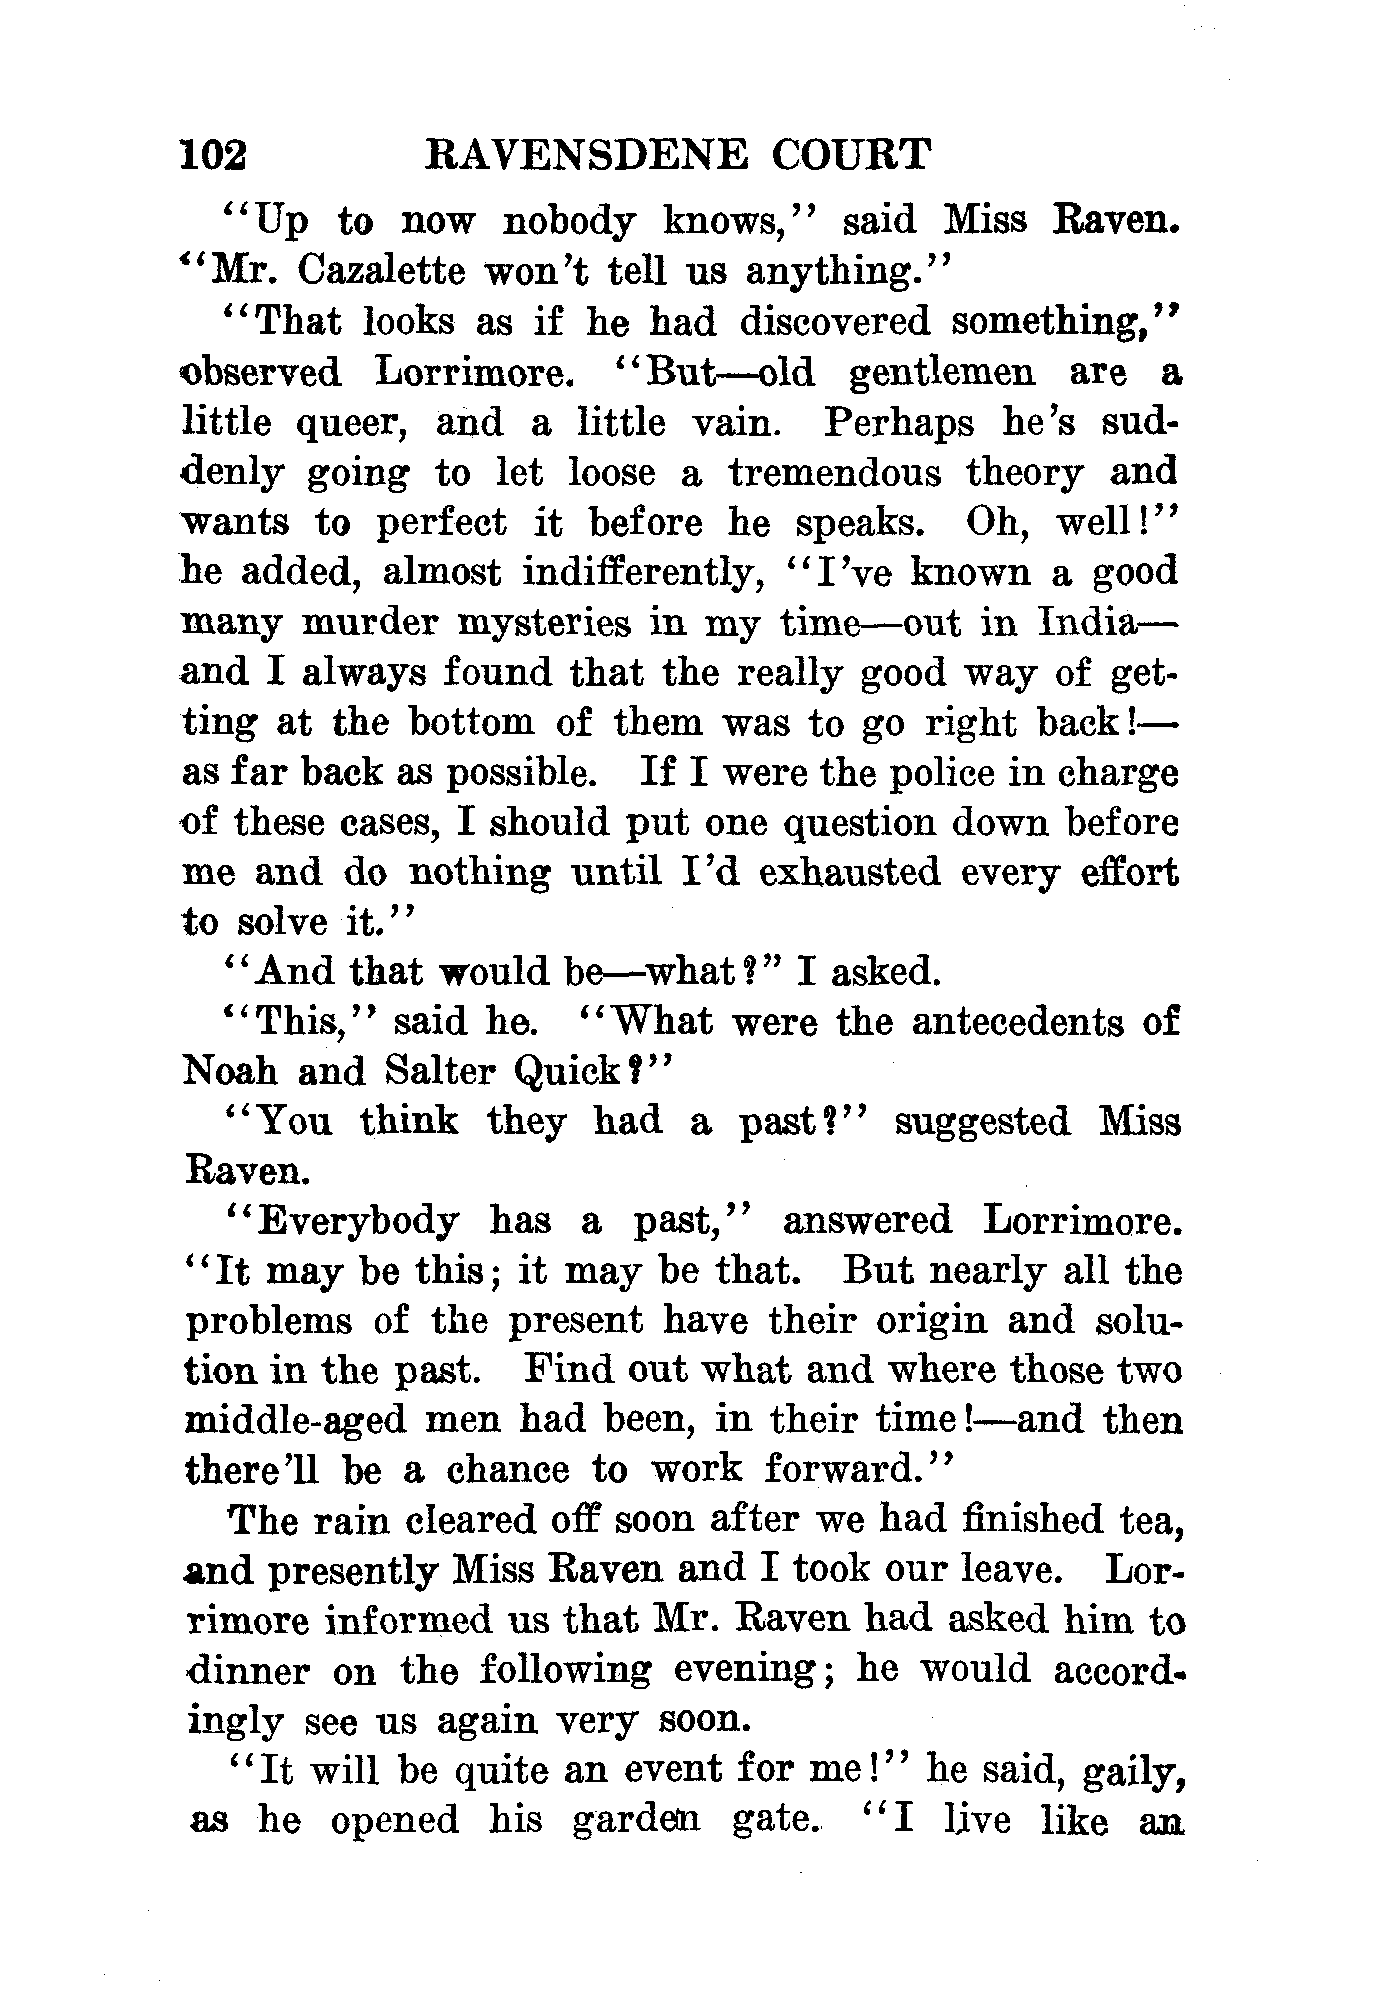 102 RAVENSDENE COURT
"Up to now nobody knows," said Miss Raven.
"Mr. Cazalette won't tell us anything."
"That looks as if he had discovered something,"
observed Lorrimore. "But—old gentlemen are a
little queer, and a little vain. Perhaps he's sud-
denly going to let loose a tremendous theory and
wants to perfect it before he speaks. Oh, well!"
he added, almost indifferently, "I've known a good
many murder mysteries in my time—out in India—
and I always found that the really good way of get-
ting at the bottom of them was to go right back!—
as far back as possible. If I were the police in charge
of these cases, I should put one question down before
me and do nothing until I'd exhausted every effort
to solve it."
"And that would be—what?" I asked.
"This," said he. "What were the antecedents of
Noah and Salter Quick?"
"You think they had a past?" suggested Miss
Raven.
"Everybody has a past," answered Lorrimore.
"It may be this; it may be that. But nearly all the
problems of the present have their origin and solu-
tion in the past. Find out what and where those two
middle-aged men had been, in their time!—and then
there'll be a chance to work forward."
The rain cleared off soon after we had finished tea,
and presently Miss Raven and I took our leave. Lor-
rimore informed us that Mr. Raven had asked him to
dinner on the following evening; he would accord-
ingly see us again very soon.
"It will be quite an event for me!" he said, gaily,
as he opened his garden gate. "I live like an